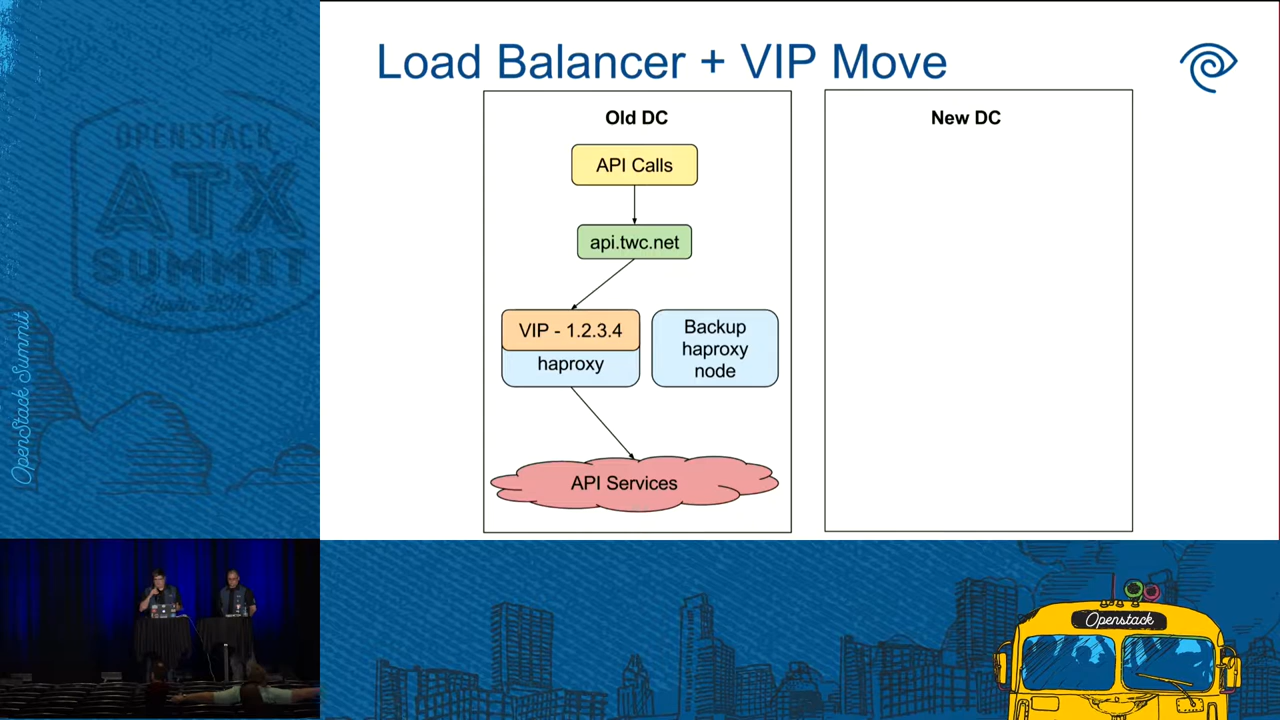 Load Balancer + VIP Move
Old DC
API Calls
api.twc.net
VIP - 1.2.3.4
haproxy
Backup
haproxy
node
API Services
New DC
OPENSTACK
ATX
SUMMIT
OpenStack Summit
Openstack